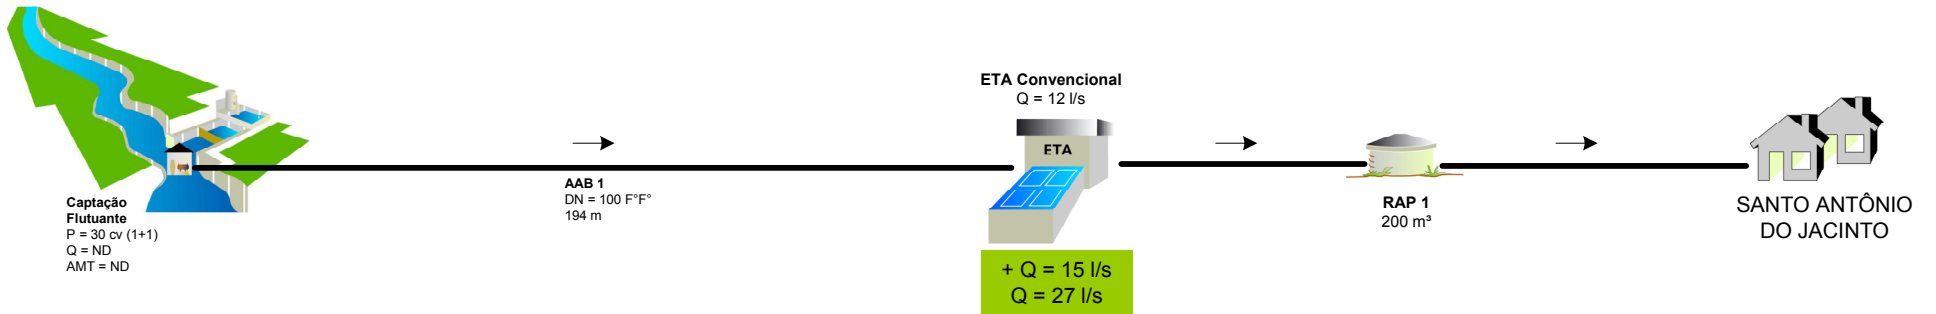 Captação
Flutuante
P = 30 cv (1+1)
Q = ND
AMT = ND
AAB 1
DN = 100 F°F°
194 m
ETA Convencional
Q = 12 l/s
ETA
+ Q = 15 l/s
Q = 27 l/s
RAP 1
200 m³
SANTO ANTÔNIO
DO JACINTO